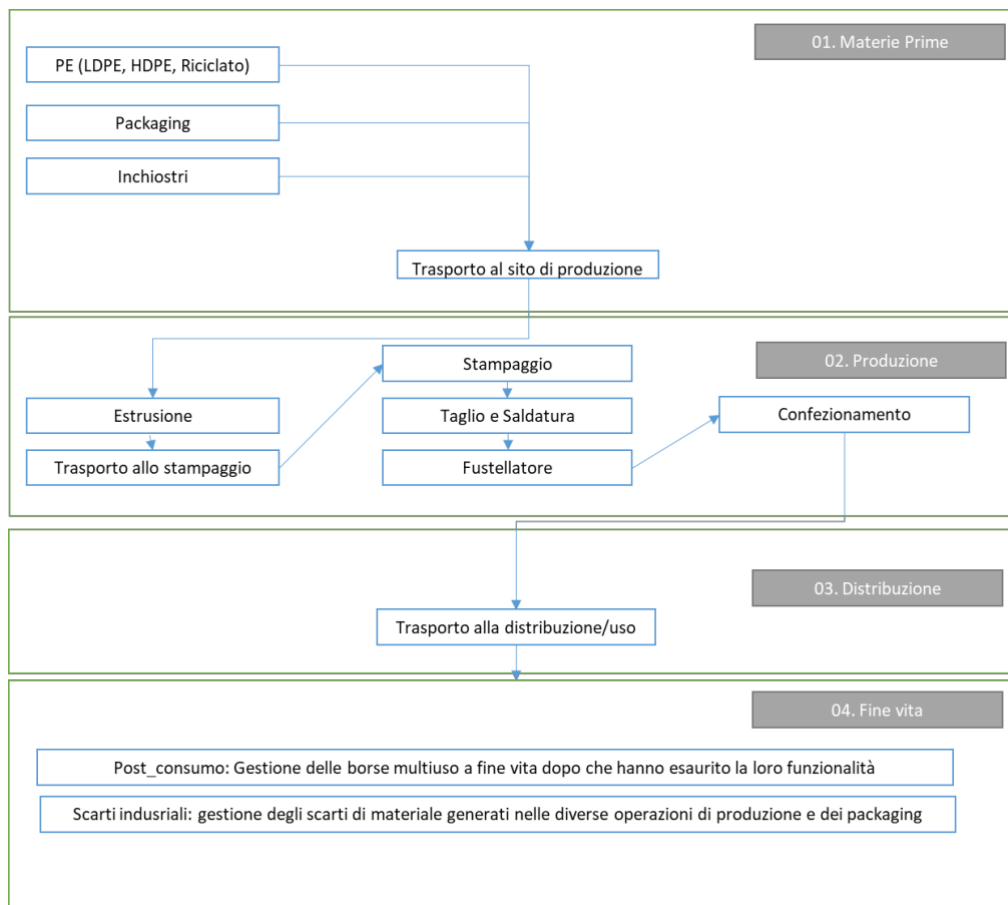 01. Materie Prime
PE (LDPE, HDPE, Riciclato)
Packaging
Inchiostri
Trasporto al sito di produzione
02. Produzione
Stampaggio
Estrusione
Taglio e Saldatura
Confezionamento
Trasporto allo stampaggio
Fustellatore
03. Distribuzione
Trasporto alla distribuzione/uso
04. Fine vita
Post_consumo: Gestione delle borse multiuso a fine vita dopo che hanno esaurito la loro funzionalità
Scarti indusriali: gestione degli scarti di materiale generati nelle diverse operazioni di produzione e dei packaging